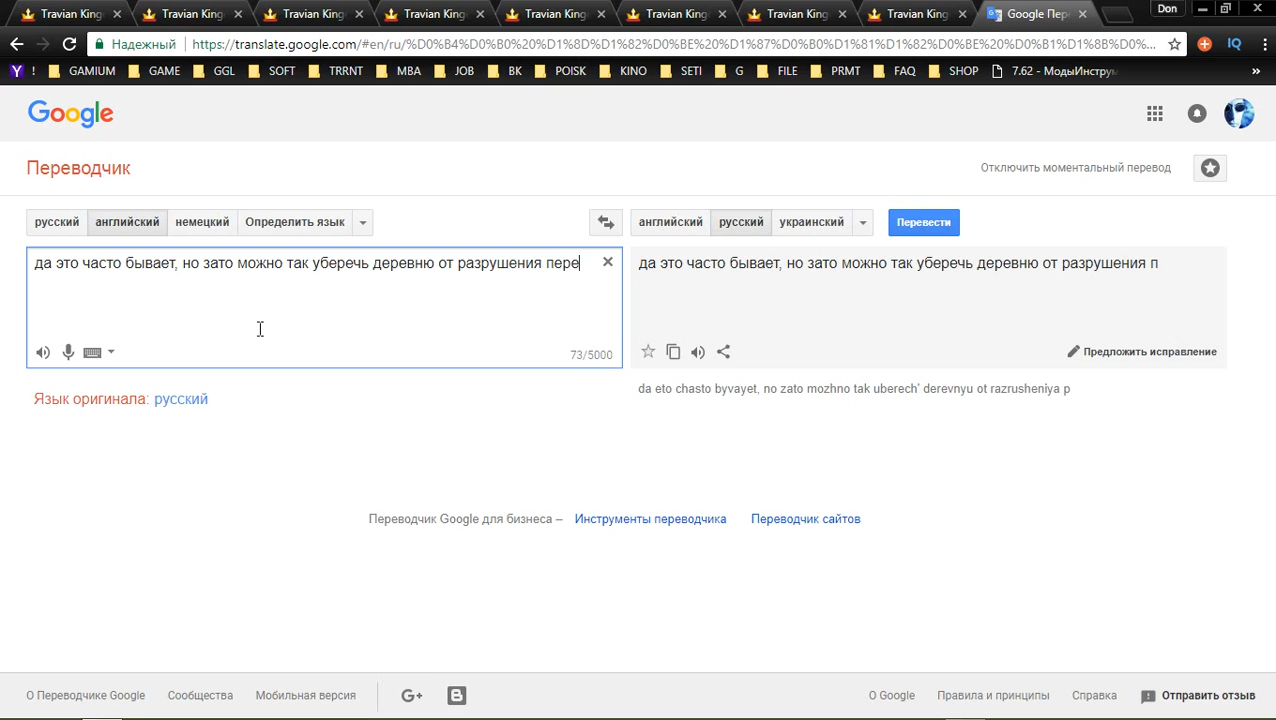 Travian King
Travian King
Travian King
Travian King
Travian King
Travian King
Travian King
Travian King
Google Пер
Don
Надежный
https://translate.google.com/#en/ru/%D0%B4%D0%B0%20%D1%8D%D1%82%D0%BE%20%D1%87%D0%B0%D1%81%D1%82%D0%BE%20%D0%B1%D1%8B%D0%...
IQ
Y !
GAMIUM
GAME
GGL
SOFT
TRRNT
MBA
JOB
BK
POISK
KINO
SETI
G
FILE
PRMT
FAQ
SHOP
7.62 - МодыИнструм
»
Google
Переводчик
Отключить моментальный перевод
русский
английский
немецкий
Определить язык
английский
русский
украинский
Перевести
да это часто бывает, но зато можно так уберечь деревню от разрушения пере
73/5000
да это часто бывает, но зато можно так уберечь деревню от разрушения п
Предложить исправление
Язык оригинала: русский
da eto chasto byvayet, no zato mozhno tak uberech' derevnyu ot razrusheniya p
Переводчик Google для бизнеса –
Инструменты переводчика
Переводчик сайтов
О Переводчике Google
Сообщества
Мобильная версия
G+
О Google
Правила и принципы
Справка
Отправить отзыв